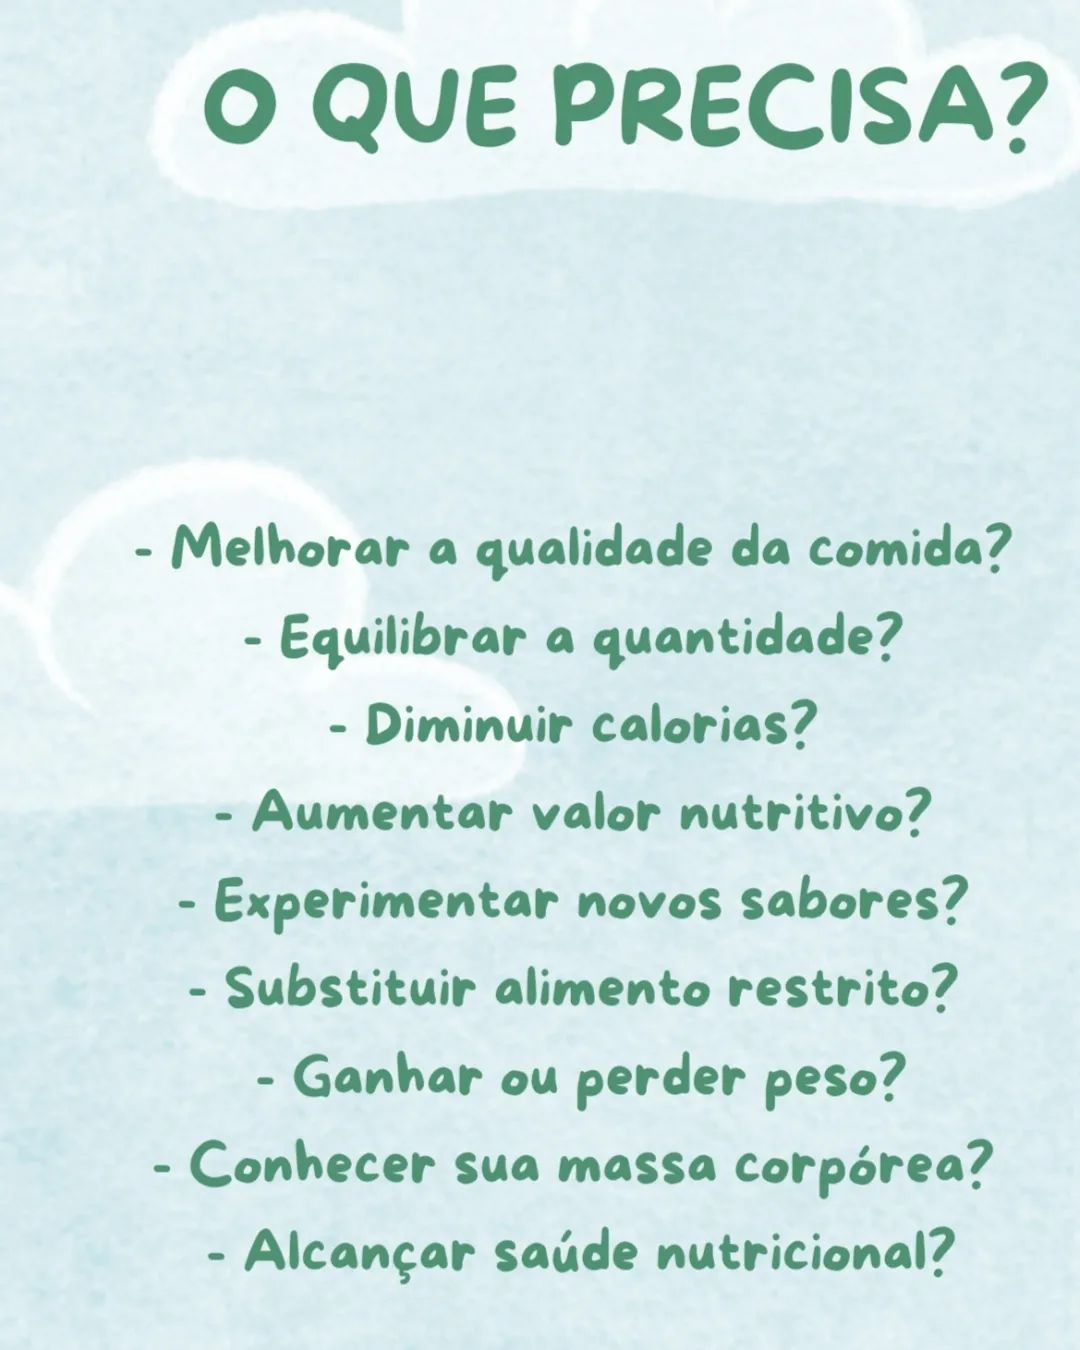 O QUE PRECISA?
- Melhorar a qualidade da comida?
- Equilibrar a quantidade?
- Diminuir calorias?
- Aumentar valor nutritivo?
- Experimentar novos sabores?
- Substituir alimento restrito?
- Ganhar ou perder peso?
- Conhecer sua massa corpórea?
- Alcançar saúde nutricional?